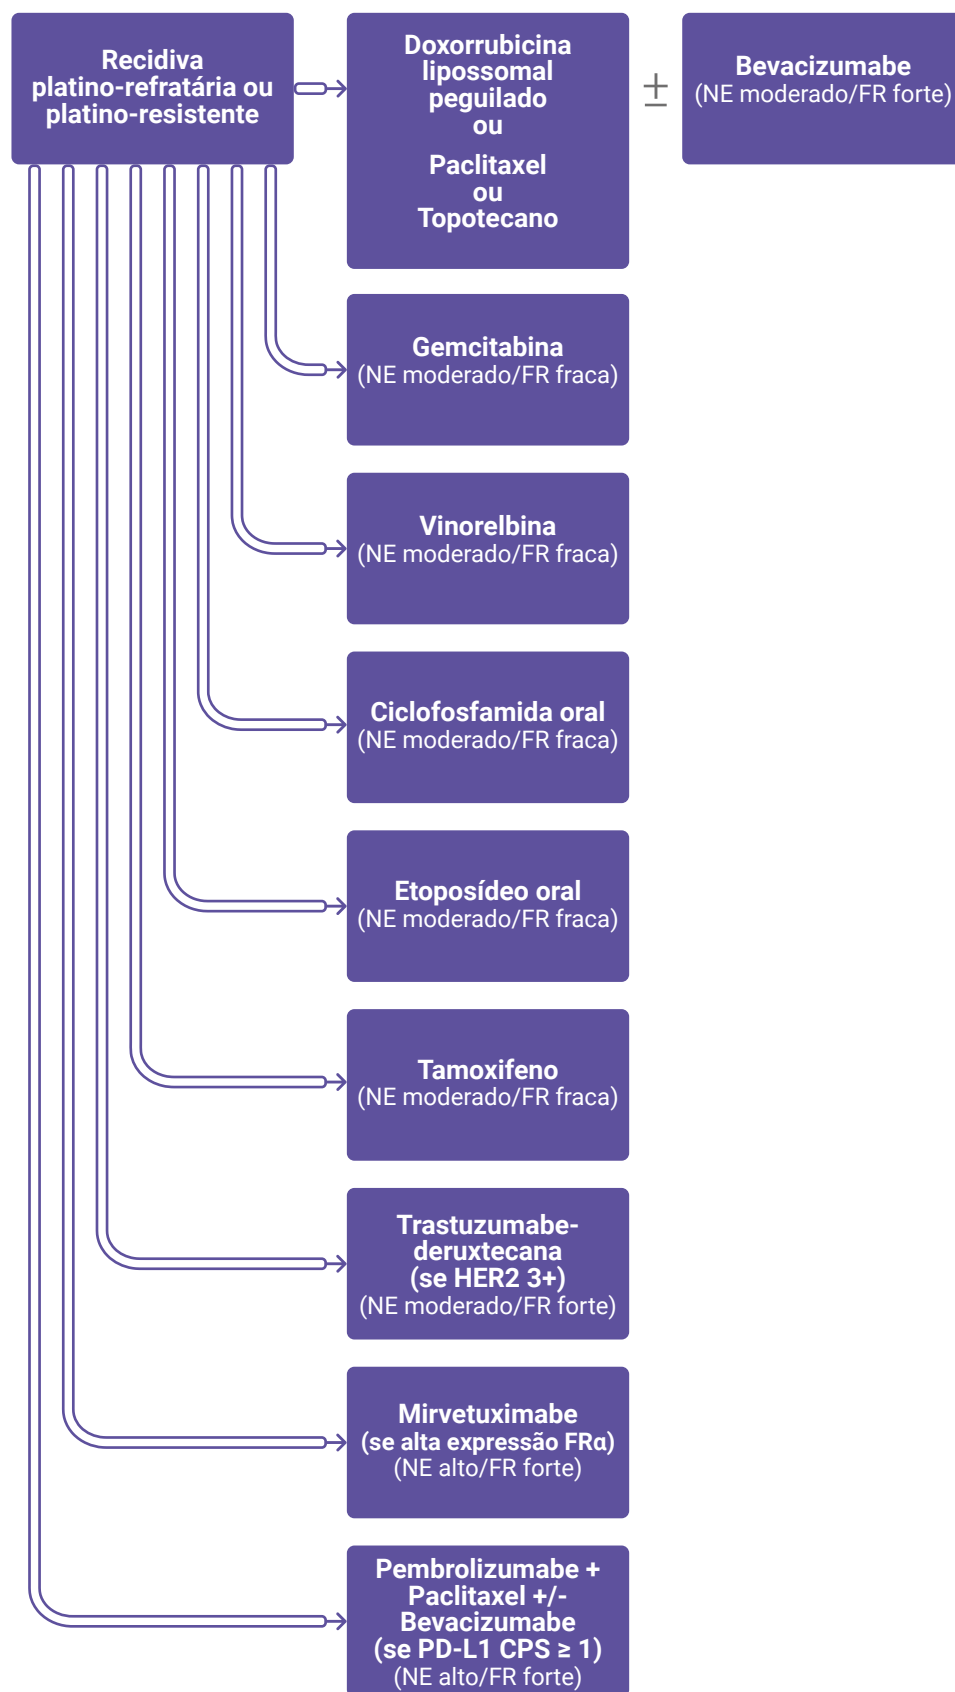 Recidiva
platino-refratária ou
platino-resistente
Doxorrubicina
lipossomal
peguilado
ou
Paclitaxel
ou
Topotecano
±
Bevacizumabe
(NE moderado/FR forte)
Gemcitabina
(NE moderado/FR fraca)
Vinorelbina
(NE moderado/FR fraca)
Ciclofosfamida oral
(NE moderado/FR fraca)
Etoposídeo oral
(NE moderado/FR fraca)
Tamoxifeno
(NE moderado/FR fraca)
Trastuzumabe-
deruxtecana
(se HER2 3+)
(NE moderado/FR forte)
Mirvetuximabe
(se alta expressão FRα)
(NE alto/FR forte)
Pembrolizumabe +
Paclitaxel +/-
Bevacizumabe
(se PD-L1 CPS ≥ 1)
(NE alto/FR forte)